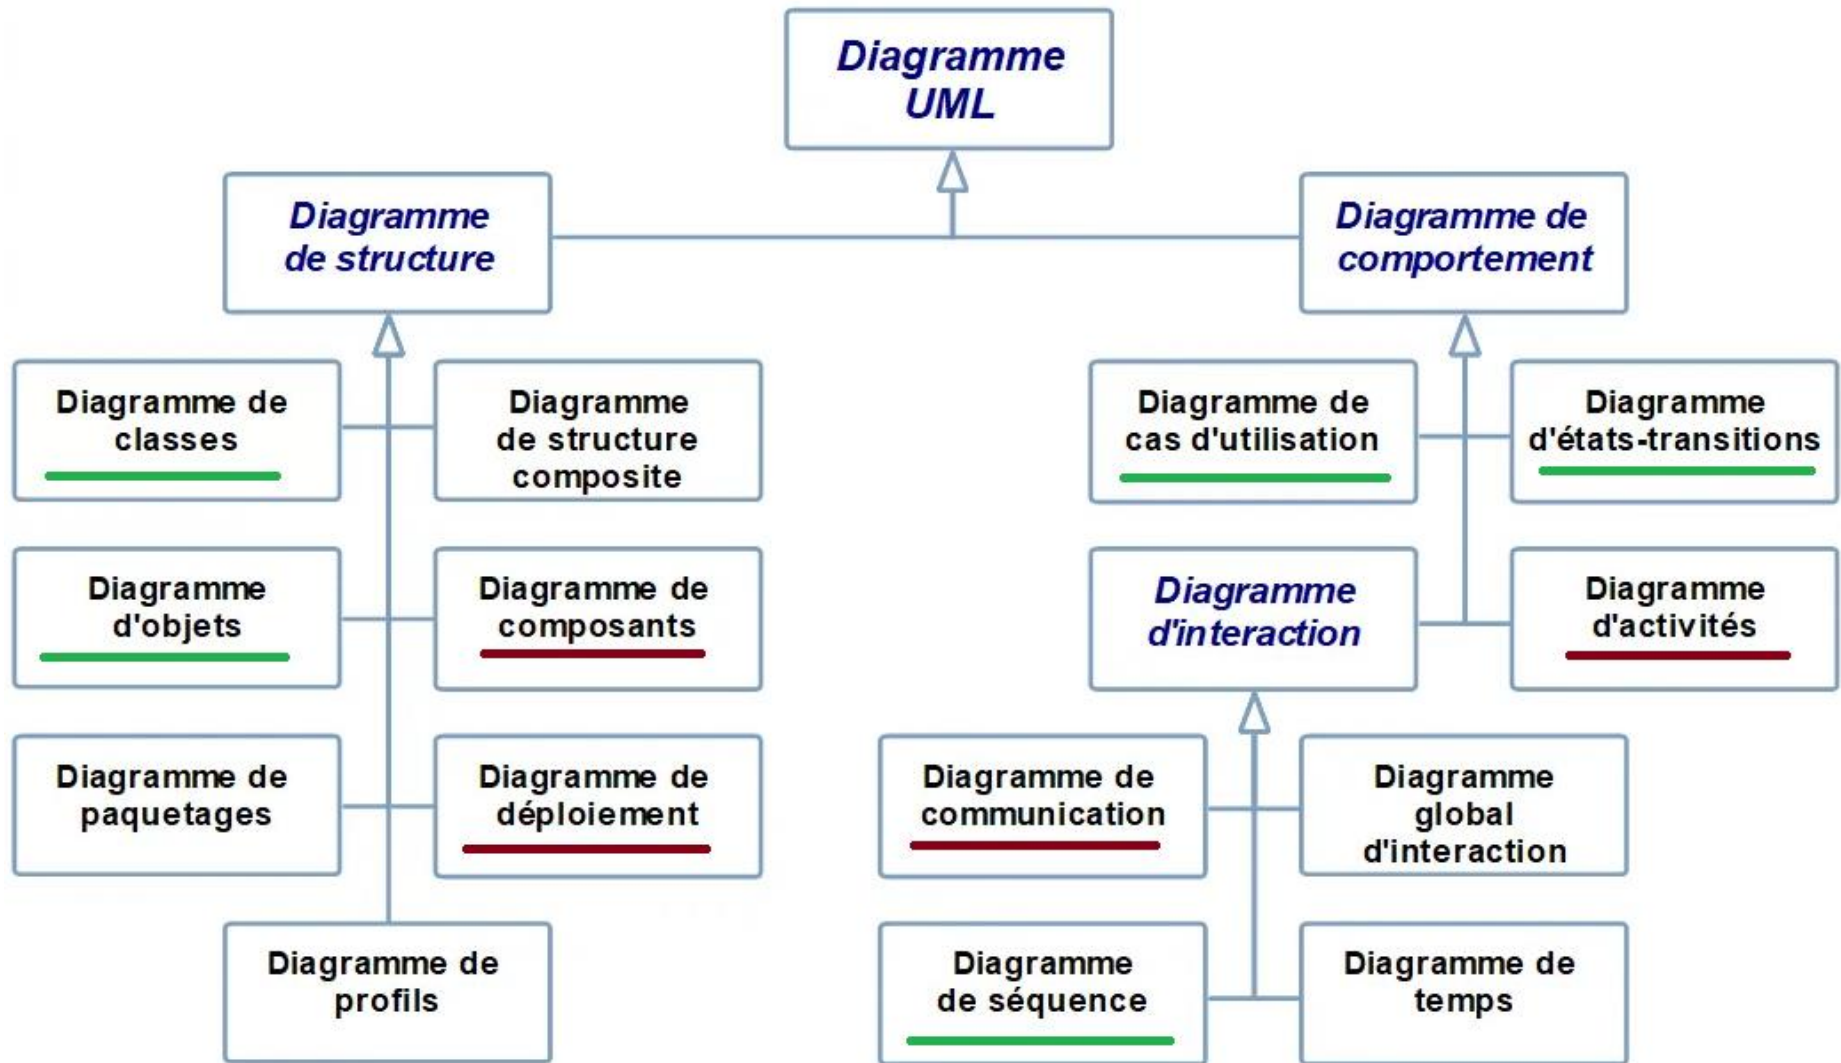 Diagramme
UML
Diagramme
de structure
Diagramme de
comportement
Diagramme de
classes
Diagramme
de structure
composite
Diagramme de
cas d'utilisation
Diagramme
d'états-transitions
Diagramme
d'objets
Diagramme de
composants
Diagramme
d'interaction
Diagramme
d'activités
Diagramme de
paquetages
Diagramme de
déploiement
Diagramme de
communication
Diagramme
global
d'interaction
Diagramme de
profils
Diagramme
de séquence
Diagramme de
temps